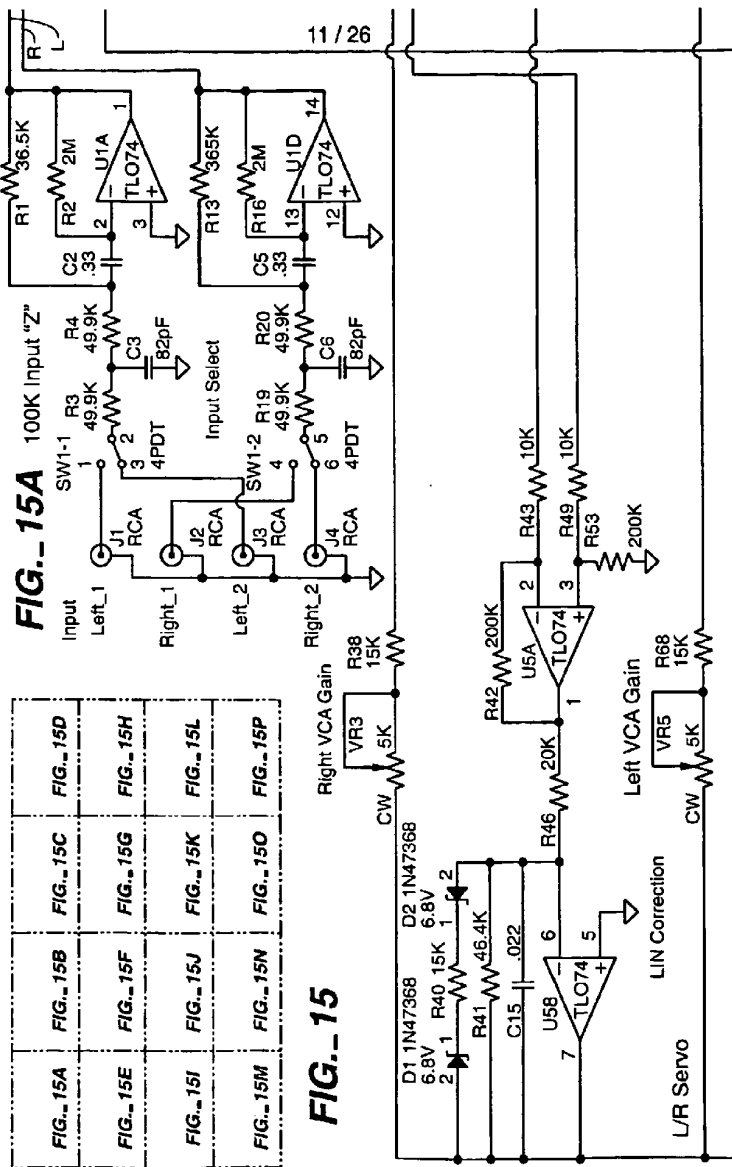 11 / 26
FIG._15A
100K Input "Z"
R
L
R1
36.5K
R2
2M
U1A
1
2
3
TLO74
C2
.33
R4
49.9K
C3
82pF
R3
49.9K
SW1-1
1
2
3
4PDT
Input Select
R13
365K
R16
2M
U1D
14
13
12
TLO74
C5
.33
R20
49.9K
C6
82pF
R19
49.9K
SW1-2
4
5
6
4PDT
J1
RCA
J2
RCA
J3
RCA
J4
RCA
Input
Left_1
Right_1
Left_2
Right_2
FIG._15A FIG._15B FIG._15C FIG._15D
FIG._15E FIG._15F FIG._15G FIG._15H
FIG._15I FIG._15J FIG._15K FIG._15L
FIG._15M FIG._15N FIG._15O FIG._15P
FIG._15
Right VCA Gain
VR3
5K
CW
R38
15K
R43
10K
R49
10K
R53
200K
R42
200K
U5A
2
3
1
TLO74
R46
20K
D1 1N47368
6.8V
2
1
R40 15K
D2 1N47368
6.8V
1
2
R41
46.4K
C15
.022
U5B
6
5
7
TLO74
LIN Correction
L/R Servo
Left VCA Gain
VR5
5K
CW
R68
15K